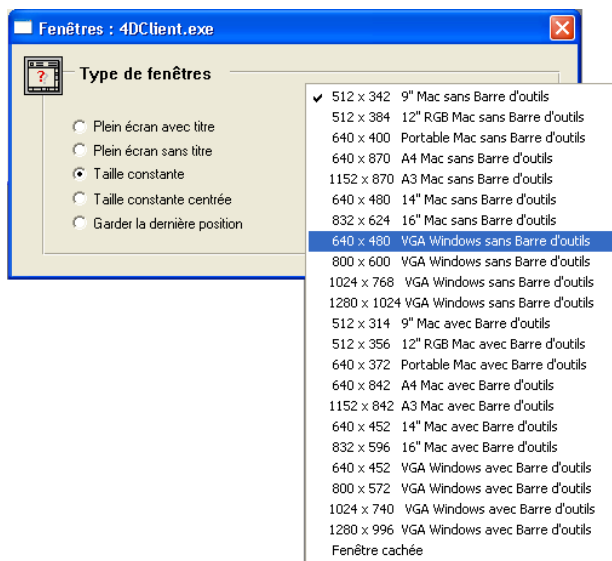 Fenêtres : 4DClient.exe
Type de fenêtres
Plein écran avec titre
Plein écran sans titre
Taille constante
Taille constante centrée
Garder la dernière position
512 x 342 9" Mac sans Barre d'outils
512 x 384 12" RGB Mac sans Barre d'outils
640 x 400 Portable Mac sans Barre d'outils
640 x 870 A4 Mac sans Barre d'outils
1152 x 870 A3 Mac sans Barre d'outils
640 x 480 14" Mac sans Barre d'outils
832 x 624 16" Mac sans Barre d'outils
640 x 480 VGA Windows sans Barre d'outils
800 x 600 VGA Windows sans Barre d'outils
1024 x 768 VGA Windows sans Barre d'outils
1280 x 1024 VGA Windows sans Barre d'outils
512 x 314 9" Mac avec Barre d'outils
512 x 356 12" RGB Mac avec Barre d'outils
640 x 372 Portable Mac avec Barre d'outils
640 x 842 A4 Mac avec Barre d'outils
1152 x 842 A3 Mac avec Barre d'outils
640 x 452 14" Mac avec Barre d'outils
832 x 596 16" Mac avec Barre d'outils
640 x 452 VGA Windows avec Barre d'outils
800 x 572 VGA Windows avec Barre d'outils
1024 x 740 VGA Windows avec Barre d'outils
1280 x 996 VGA Windows avec Barre d'outils
Fenêtre cachée